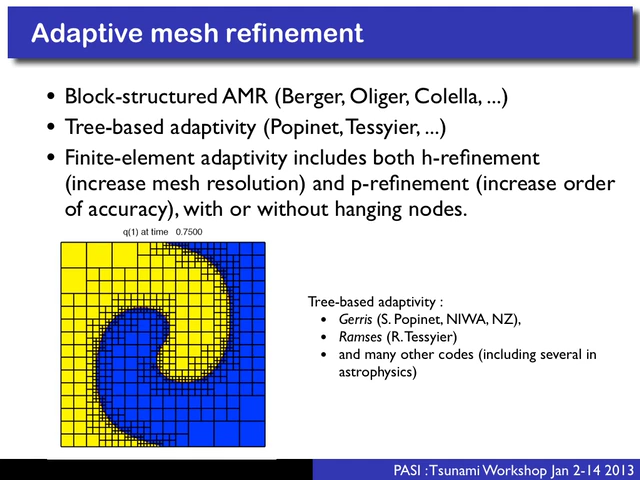 Adaptive mesh refinement
• Block-structured AMR (Berger, Oliger, Colella, ...)
• Tree-based adaptivity (Popinet, Tessyier, ...)
• Finite-element adaptivity includes both h-refinement
(increase mesh resolution) and p-refinement (increase order
of accuracy), with or without hanging nodes.
q(1) at time 0.7500
Tree-based adaptivity :
• Gerris (S. Popinet, NIWA, NZ),
• Ramses (R. Tessyier)
• and many other codes (including several in
astrophysics)
PASI : Tsunami Workshop Jan 2-14 2013